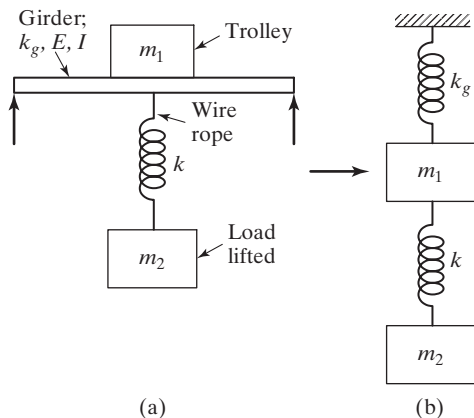 Girder;
k_g, E, I
m_1
Trolley
Wire
rope
k
m_2
Load
lifted
(a)
k_g
m_1
k
m_2
(b)